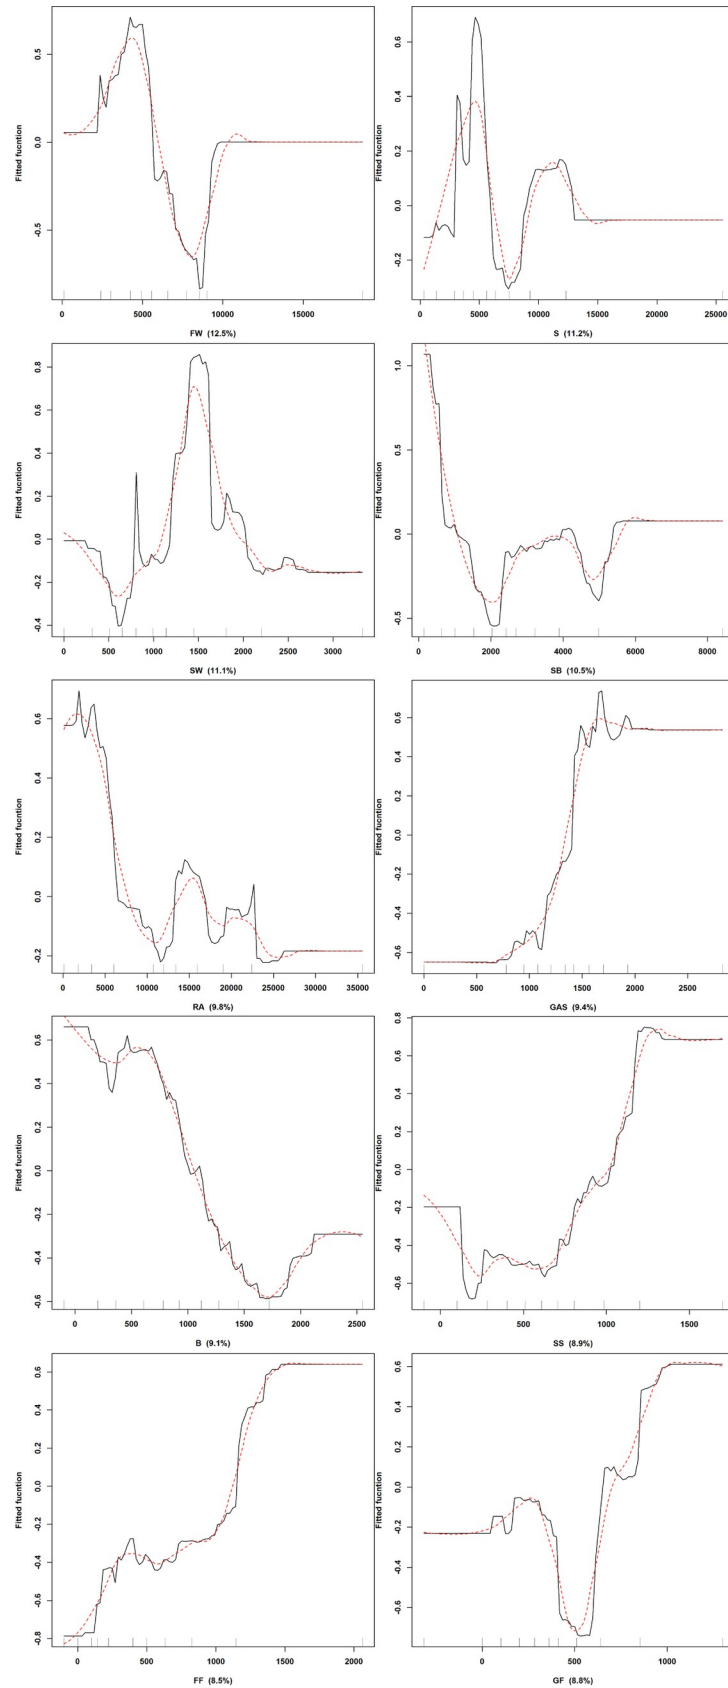 0.5 0.0 -0.5
Fitted fucntion
0 5000 10000 15000
FW (12.5%)
0.6 0.4 0.2 0.0 -0.2
Fitted fucntion
0 5000 10000 15000 20000 25000
S (11.2%)
0.8 0.6 0.4 0.2 0.0 -0.2 -0.4
Fitted fucntion
0 500 1000 1500 2000 2500 3000
SW (11.1%)
1.0 0.5 0.0 -0.5
Fitted fucntion
0 2000 4000 6000 8000
SB (10.5%)
0.6 0.4 0.2 0.0 -0.2
Fitted fucntion
0 5000 10000 15000 20000 25000 30000 35000
RA (9.8%)
0.6 0.4 0.2 0.0 -0.2 -0.4 -0.6
Fitted fucntion
0 500 1000 1500 2000 2500
GAS (9.4%)
0.6 0.4 0.2 0.0 -0.2 -0.4 -0.6
Fitted fucntion
0 500 1000 1500 2000 2500
B (9.1%)
0.8 0.6 0.4 0.2 0.0 -0.2 -0.4 -0.6
Fitted fucntion
0 500 1000 1500
SS (8.9%)
0.6 0.4 0.2 0.0 -0.2 -0.4 -0.6 -0.8
Fitted fucntion
0 500 1000 1500 2000
FF (8.5%)
0.6 0.4 0.2 0.0 -0.2 -0.4 -0.6
Fitted fucntion
0 500 1000
GF (8.8%)